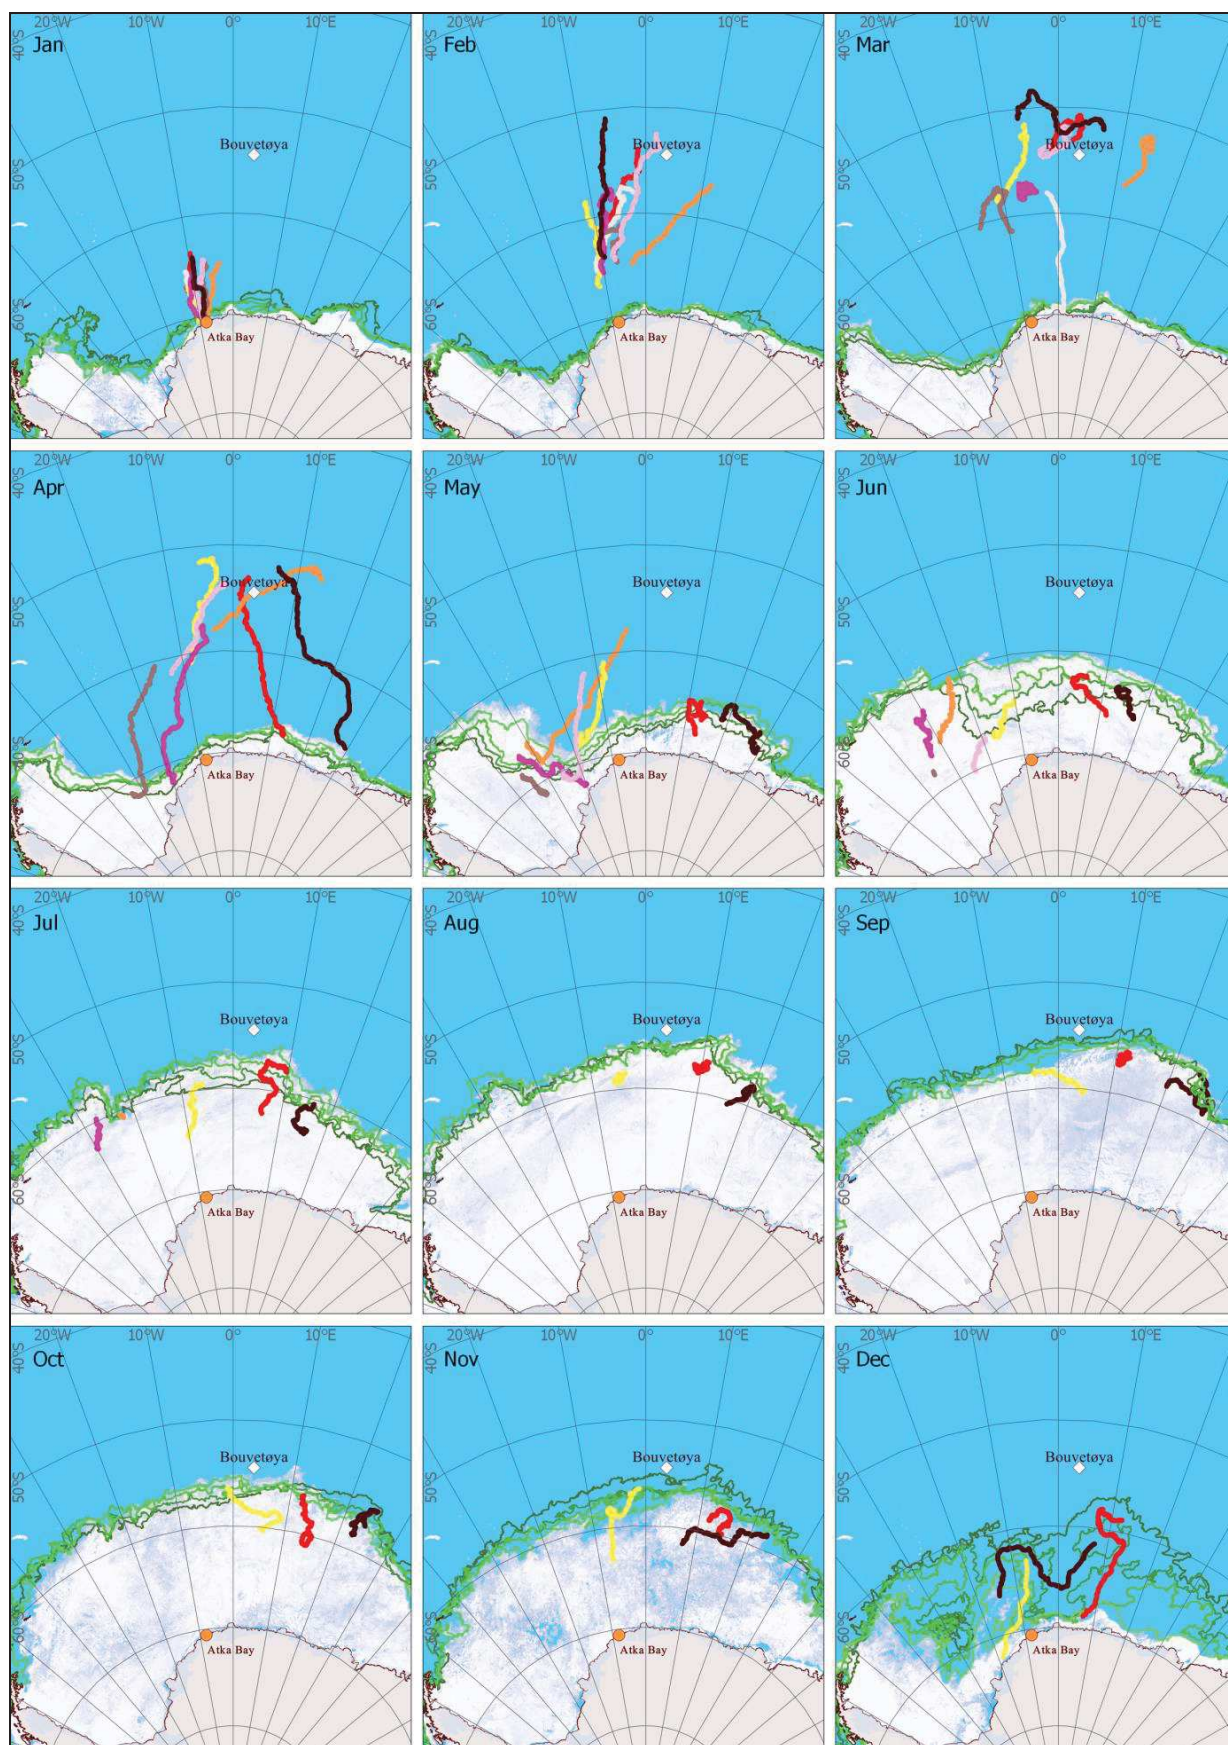 20°W 10°W 0° 10°E 20°W 10°W 0° 10°E 20°W 10°W 0° 10°E
Jan Feb Mar
40°S 40°S 40°S
Bouvetøya Bouvetøya Bouvetøya
50°S 50°S 50°S
60°S 60°S 60°S
Atka Bay Atka Bay Atka Bay
20°W 10°W 0° 10°E 20°W 10°W 0° 10°E 20°W 10°W 0° 10°E
Apr May Jun
40°S 40°S 40°S
Bouvetøya Bouvetøya Bouvetøya
50°S 50°S 50°S
60°S 60°S 60°S
Atka Bay Atka Bay Atka Bay
20°W 10°W 0° 10°E 20°W 10°W 0° 10°E 20°W 10°W 0° 10°E
Jul Aug Sep
40°S 40°S 40°S
Bouvetøya Bouvetøya Bouvetøya
50°S 50°S 50°S
60°S 60°S 60°S
Atka Bay Atka Bay Atka Bay
20°W 10°W 0° 10°E 20°W 10°W 0° 10°E 20°W 10°W 0° 10°E
Oct Nov Dec
40°S 40°S 40°S
Bouvetøya Bouvetøya Bouvetøya
50°S 50°S 50°S
60°S 60°S 60°S
Atka Bay Atka Bay Atka Bay